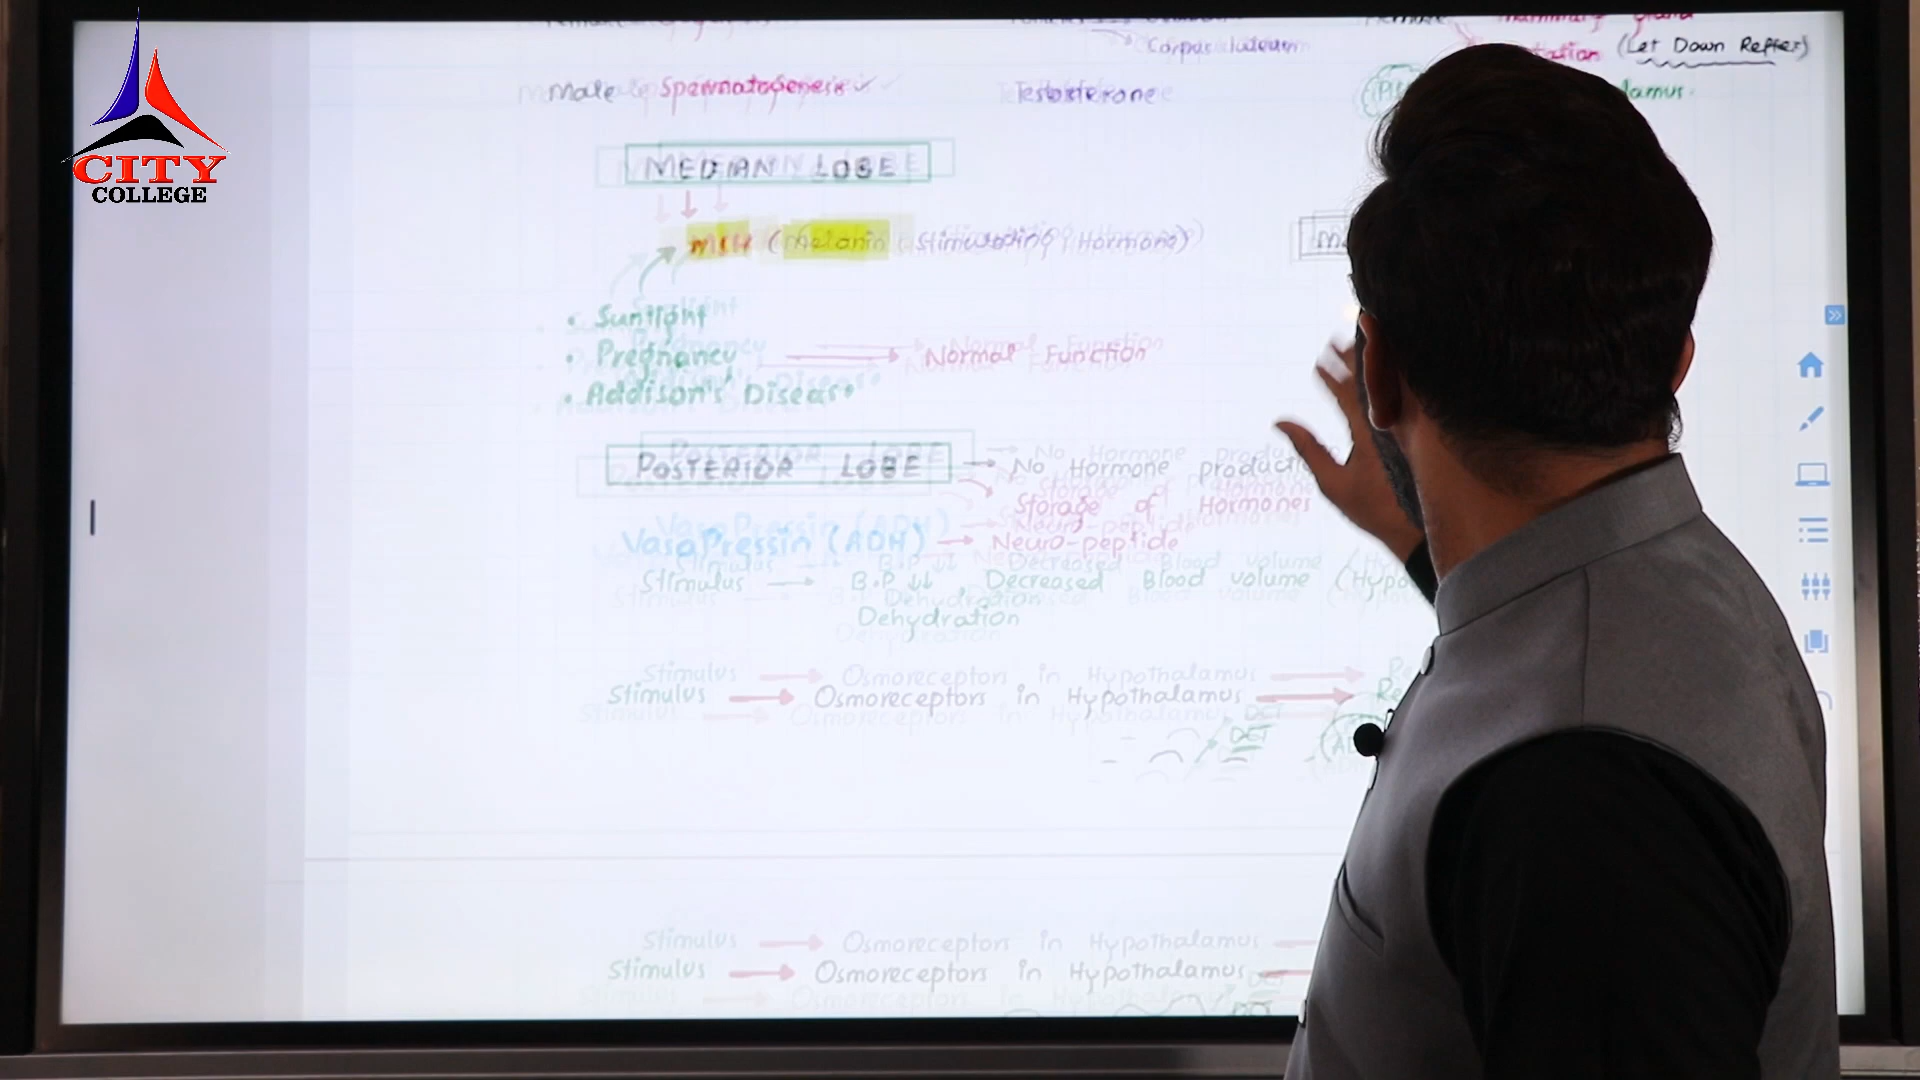 CITY
COLLEGE
Corpus luteum
(Let Down Reflex)
Male Spermatogenesis
Testosterone
MEDIAN LOBE
MSH (Melanin Stimulating Hormone)
• Sunlight
• Pregnancy → Normal Function
• Addison's Disease
POSTERIOR LOBE → No Hormone
Storage of Hormones
VasoPressin (ADH) → Neuro-peptide
Stimulus → B.P ↓↓ Decreased Blood volume
Dehydration
Stimulus → Osmoreceptors in Hypothalamus →
DCT
Stimulus → Osmoreceptors in Hypothalamus
DCT